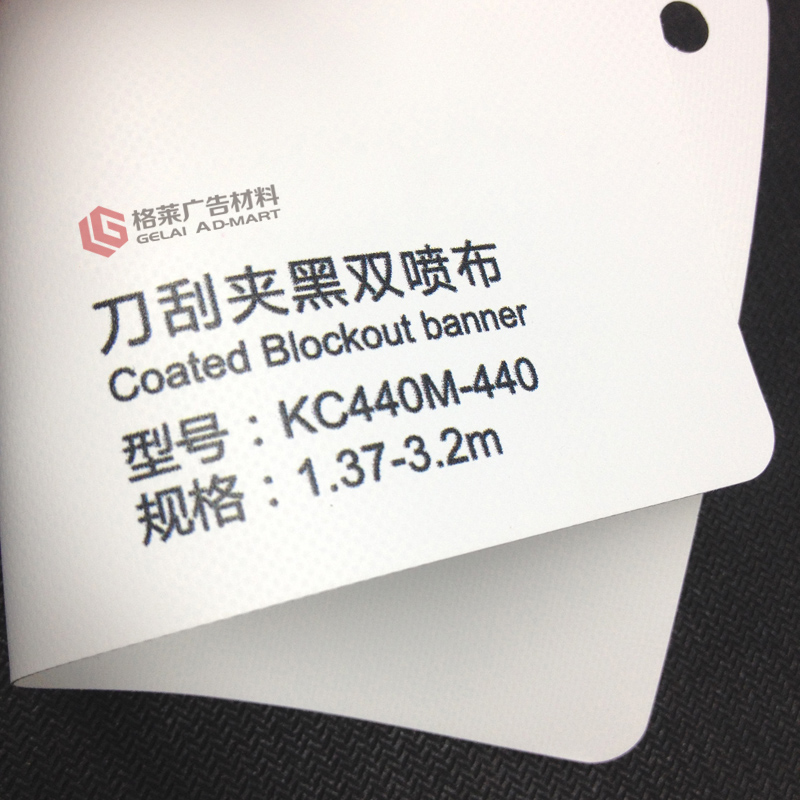 格莱广告材料
GELAI AD-MART
刀刮夹黑双喷布
Coated Blockout banner
型号：KC440M-440
规格：1.37-3.2m